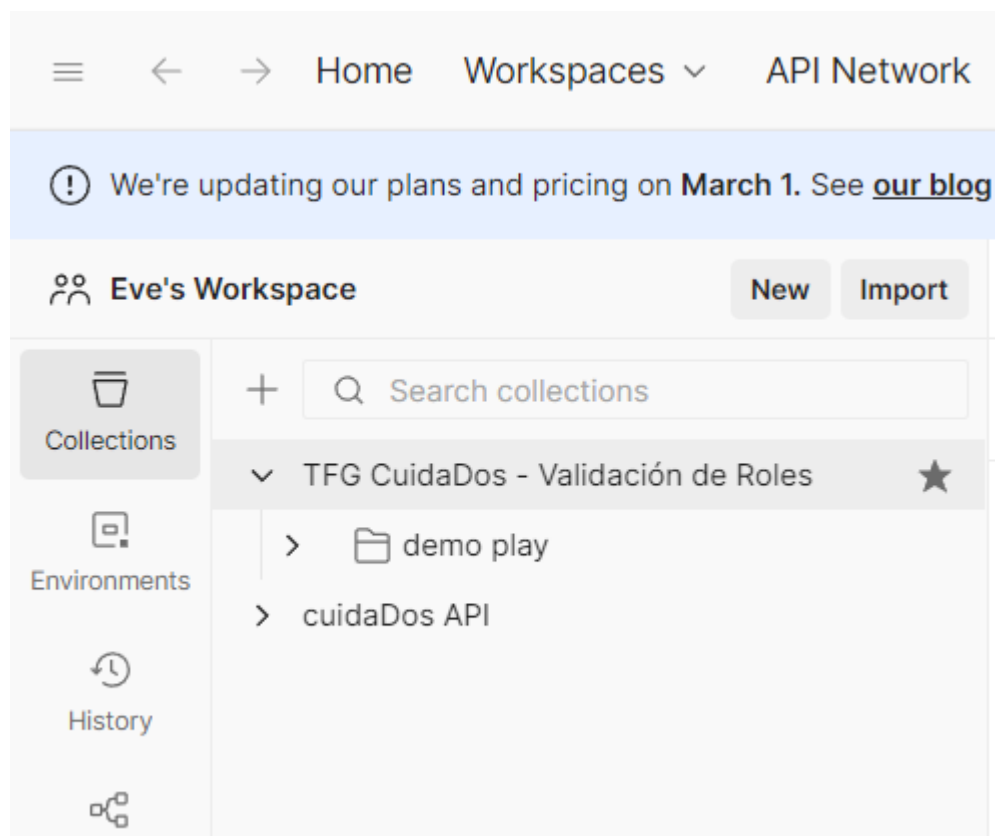 Home Workspaces API Network
We're updating our plans and pricing on March 1. See our blog
Eve's Workspace New Import
Search collections
Collections
TFG CuidaDos - Validación de Roles
demo play
Environments
cuidaDos API
History